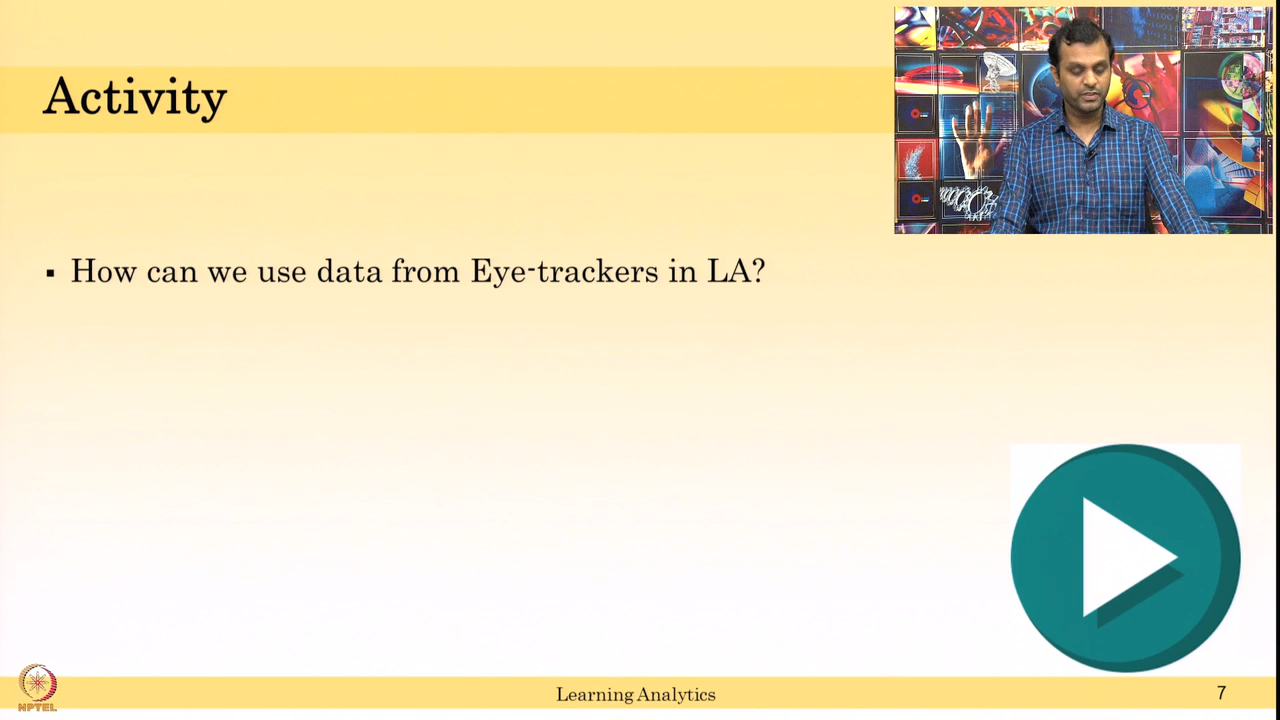 Activity
▪ How can we use data from Eye-trackers in LA?
NPTEL
Learning Analytics
7